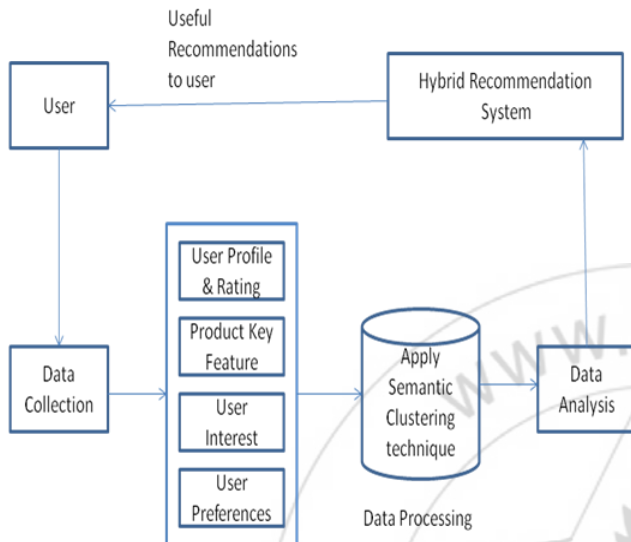 Useful
Recommendations
to user
User
Hybrid Recommendation
System
User Profile
& Rating
Product Key
Feature
User
Interest
User
Preferences
Data
Collection
Apply
Semantic
Clustering
technique
Data
Analysis
Data Processing
www.